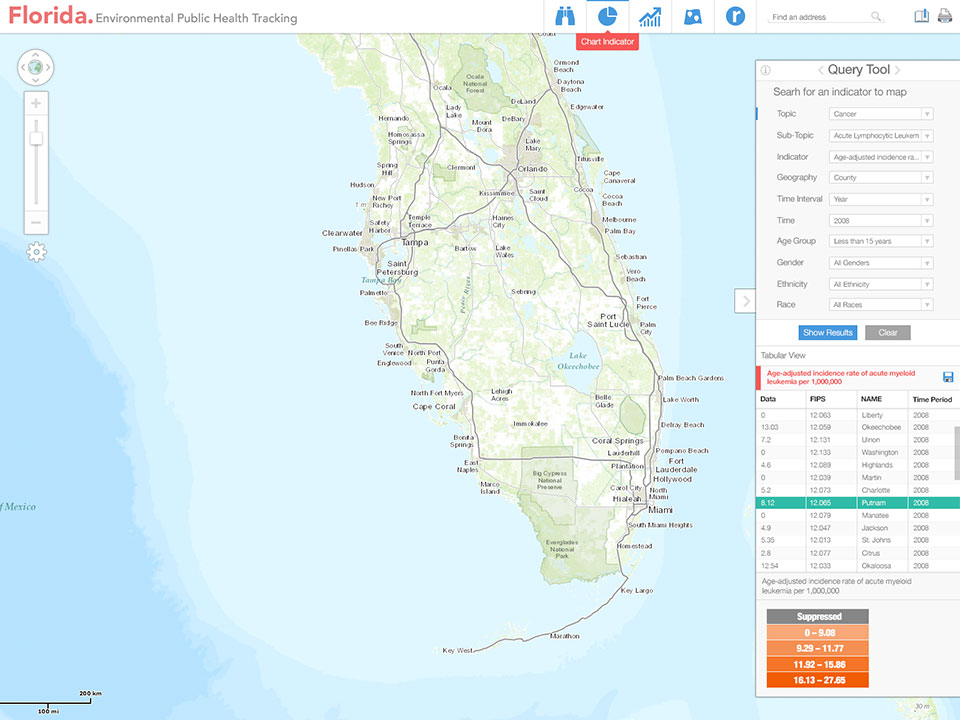 Florida. Environmental Public Health Tracking
Find an address
Chart Indicator
Query Tool
Searh for an indicator to map
Topic Cancer
Sub-Topic Acute Lymphocytic Leukem
Indicator Age-adjusted incidence ra...
Geography County
Time Interval Year
Time 2008
Age Group Less than 15 years
Gender All Genders
Ethnicity All Ethnicity
Race All Races
Show Results Clear
Tabular View
Age-adjusted incidence rate of acute myeloid
leukemia per 1,000,000
Data FIPS NAME Time Period
0 12.063 Liberty 2008
13.03 12.059 Okeechobee 2008
7.2 12.131 Uinon 2008
0 12.133 Washington 2008
4.6 12.089 Highlands 2008
0 12.039 Martin 2008
5.2 12.073 Charlotte 2008
8.12 12.065 Putnam 2008
0 12.079 Manatee 2008
4.9 12.047 Jackson 2008
5.35 12.013 St. Johns 2008
2.8 12.077 Citrus 2008
12.54 12.033 Okaloosa 2008
Age-adjusted incidence rate of acute myeloid
leukemia per 1,000,000
Suppressed
0 – 9.08
9.29 – 11.77
11.92 – 15.86
16.13 – 27.65
Coast
Ormond
Beach
Daytona
Beach
Ocala
National
Forest
Ocala
DeLand
Lady
Lake
Edgewater
Hernando
Mount
Dora
DeBary
Homosassa
Springs
Lake
Mary
Titusville
Spring
Hill
Clermont
Orlando
Cape
Canaveral
Hudson
Kissimmee
Saint
Cloud
Cocoa
Cocoa
Beach
New Port
Richey
Temple
Terrace
Haines
City
Melbourne
Safety
Harbor
Clearwater
Palm Bay
Tampa
Pinellas Park
Bartow
Lake
Wales
Sebastian
Saint
Petersburg
Tampa Bay
Vero
Beach
Palmetto
Peace River
Sebring
Fort
Pierce
Bee Ridge
Port
Saint Lucie
Palm
City
South
Venice
North Port
Lake
Okeechobee
Englewood
Punta
Gorda
Palm Beach Gardens
North Fort Myers
Lehigh
Acres
Belle
Glade
Lake Worth
Cape Coral
Immokalee
Delray Beach
Bonita
Springs
Coral Springs
Pompano Beach
Lauderhill
East
Naples
Plantation
Fort
Lauderdale
Big Cypress
National
Preserve
Hollywood
Marco
Island
Carol City
North
Miami
Hialeah
Miami
South Miami Heights
Everglades
National
Park
Homestead
Key Largo
Marathon
Key West
f Mexico
200 km
100 mi
30 m